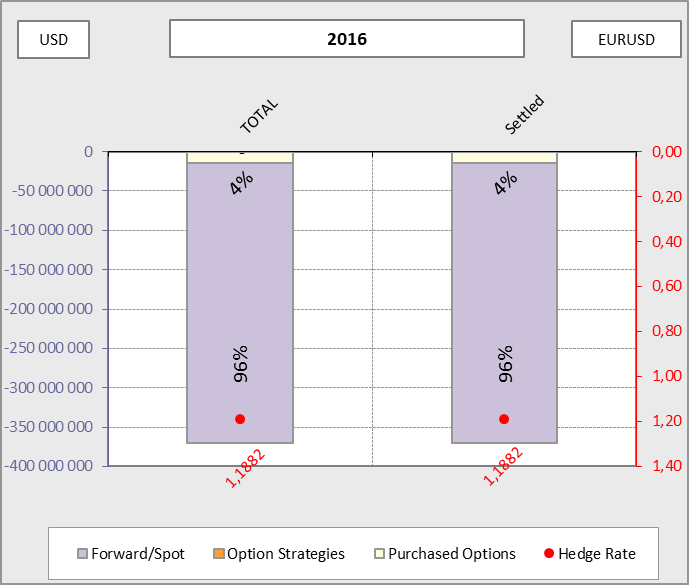 USD
2016
EURUSD
TOTAL
Settled
0
-50 000 000
-100 000 000
-150 000 000
-200 000 000
-250 000 000
-300 000 000
-350 000 000
-400 000 000
-
4%
96%
1,1882
4%
96%
1,1882
0,00
0,20
0,40
0,60
0,80
1,00
1,20
1,40
Forward/Spot Option Strategies Purchased Options Hedge Rate